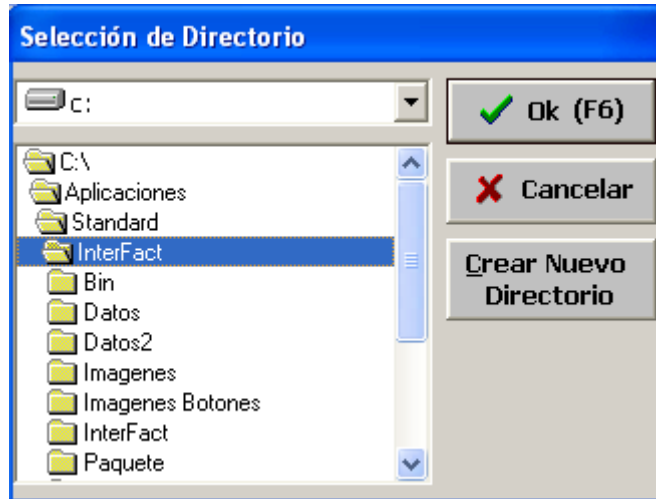 Selección de Directorio
c:
Ok (F6)
C:\
Aplicaciones
Standard
InterFact
Bin
Datos
Datos2
Imagenes
Imagenes Botones
InterFact
Paquete
Cancelar
Crear Nuevo
Directorio